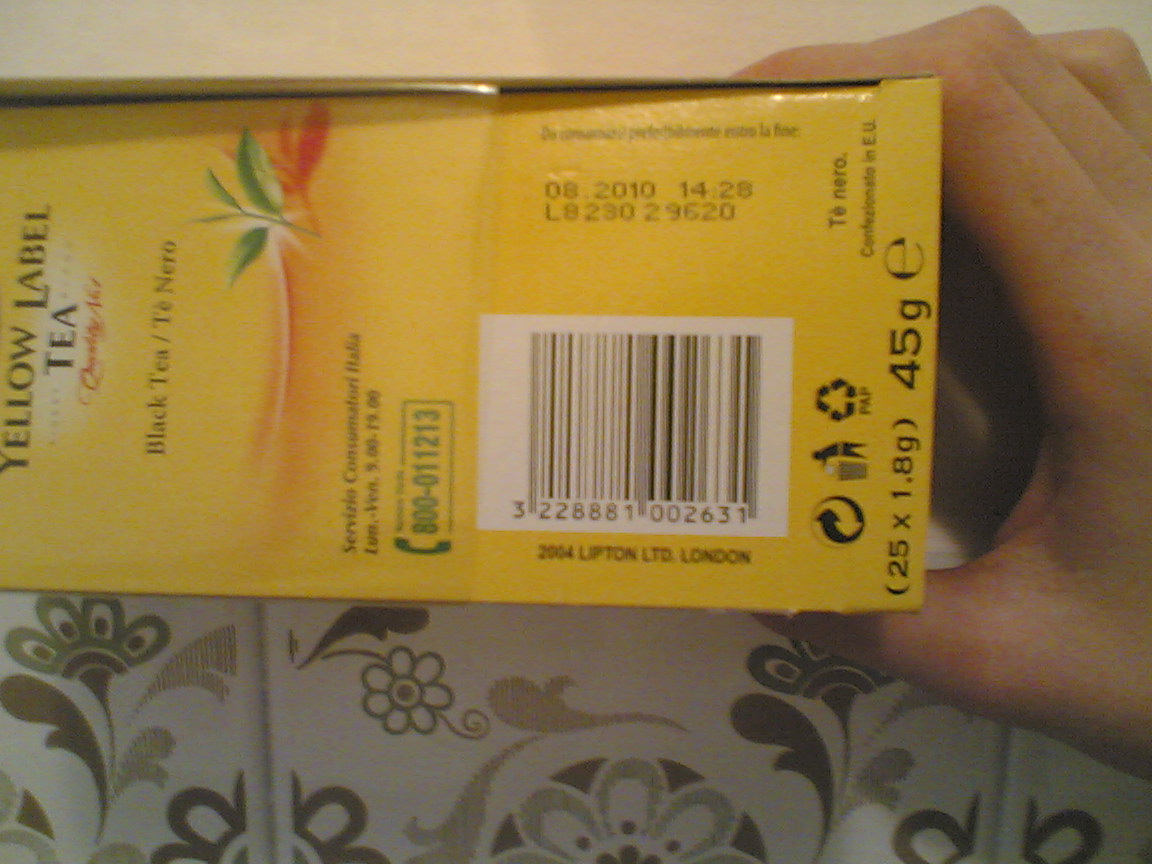 YELLOW LABEL
TEA
Quality No1
Black Tea / Tè Nero
Servizio Consumatori Italia
Lun.-Ven. 9.00-19.00
800-011213
Da consumarsi preferibilmente entro la fine:
08.2010 14:28
L8230 29620
Tè nero.
Confezionato in E.U.
3 228881 002631
2004 LIPTON LTD. LONDON
PAP
(25 x 1.8g) 45g e